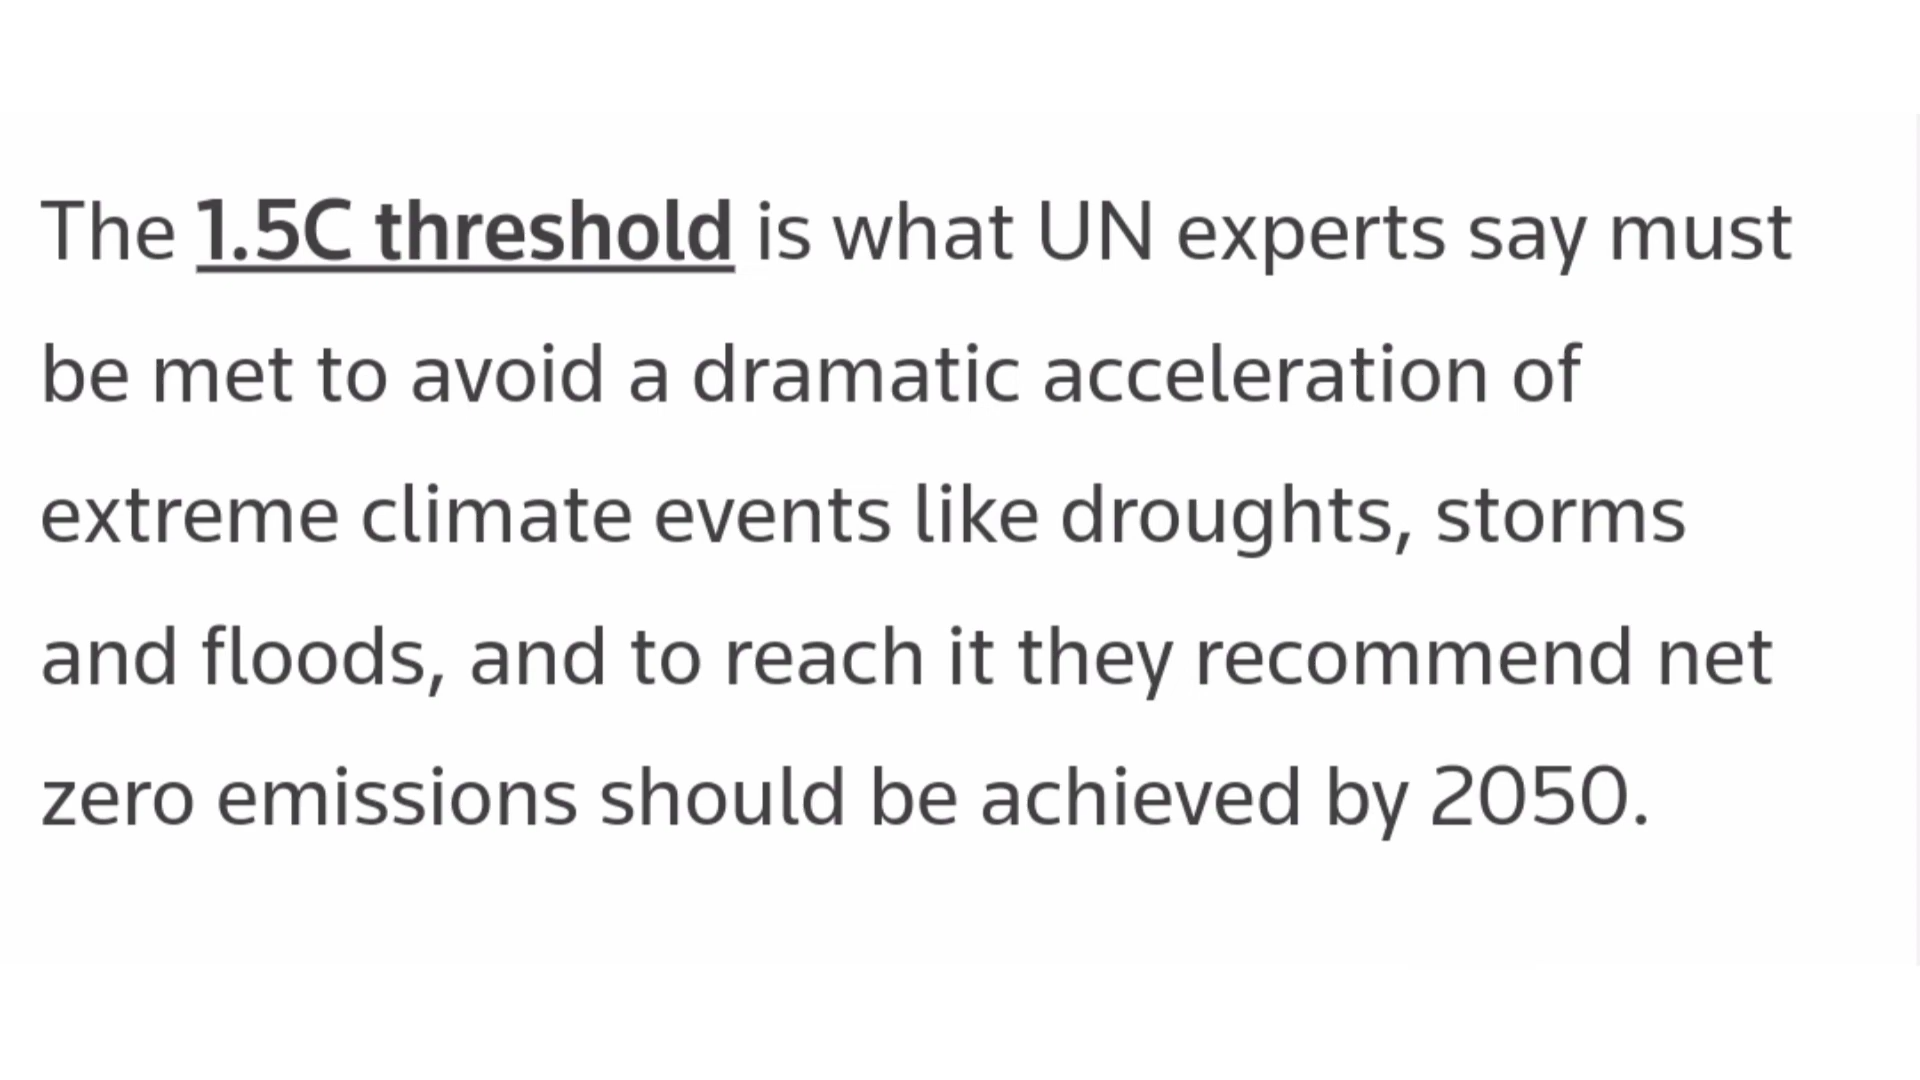 The 1.5C threshold is what UN experts say must
be met to avoid a dramatic acceleration of
extreme climate events like droughts, storms
and floods, and to reach it they recommend net
zero emissions should be achieved by 2050.